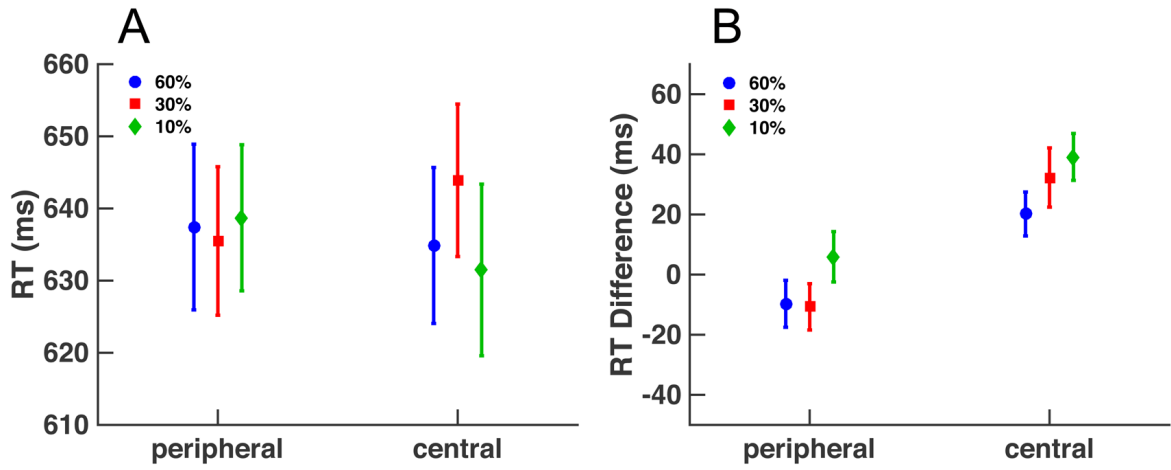 A
RT (ms)
660
650
640
630
620
610
60%
30%
10%
peripheral
central
B
RT Difference (ms)
60
40
20
0
-20
-40
60%
30%
10%
peripheral
central